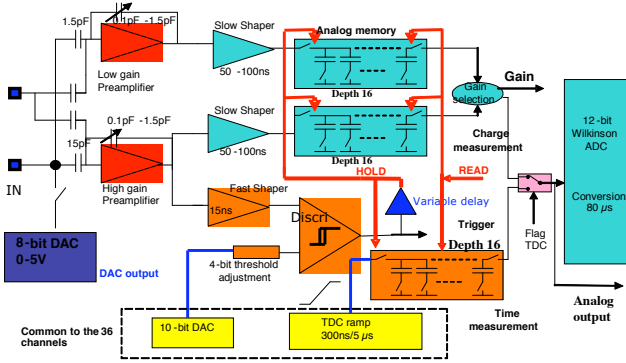 1.5pF
0.1pF -1.5pF
Slow Shaper
Analog memory
50 -100ns
Depth 16
Low gain
Preamplifier
Gain
Gain
selection
12 -bit
Wilkinson
ADC
Conversion
80 µs
Slow Shaper
15pF
0.1pF -1.5pF
50 -100ns
Depth 16
Charge
measurement
HOLD
READ
IN
High gain
Preamplifier
Fast Shaper
15ns
Discri
Variable delay
Trigger
Flag
TDC
8-bit DAC
0-5V
DAC output
4-bit threshold
adjustment
Depth 16
Analog
output
Time
measurement
Common to the 36
channels
10 -bit DAC
TDC ramp
300ns/5 µs